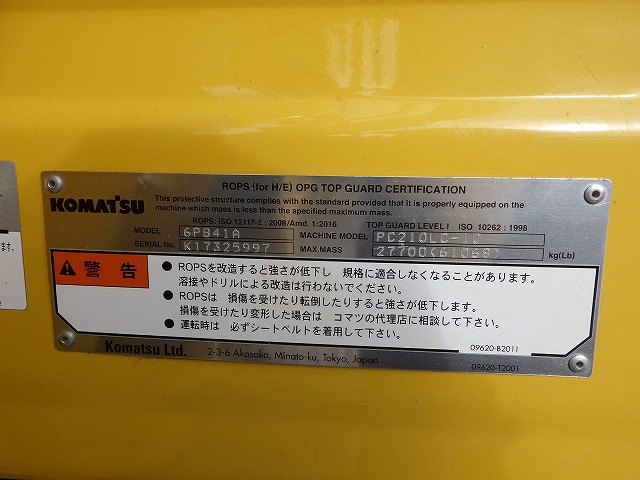 ROPS (for H/E) OPG TOP GUARD CERTIFICATION
KOMATSU
This protective structure complies with the standard provided that it is properly equipped on the
machine which mass is less than the specified maximum mass.
ROPS: ISO 12117-2 : 2008/Amd. 1:2016 TOP GUARD LEVEL I ISO 10262 : 1998
MODEL 6PB41A MACHINE MODEL PC210LC-
SERIAL No. K17325997 MAX.MASS 27700(61068) kg(Lb)
警告
● ROPSを改造すると強さが低下し 規格に適合しなくなることがあります。
溶接やドリルによる改造は行わないでください。
● ROPSは 損傷を受けたり転倒したりすると強さが低下します。
損傷を受けたり変形した場合は コマツの代理店に相談して下さい。
● 運転時は 必ずシートベルトを着用して下さい。
09620-B2011
Komatsu Ltd. 2-3-6 Akasaka, Minato-ku, Tokyo, Japan
09620-T2001
ます。